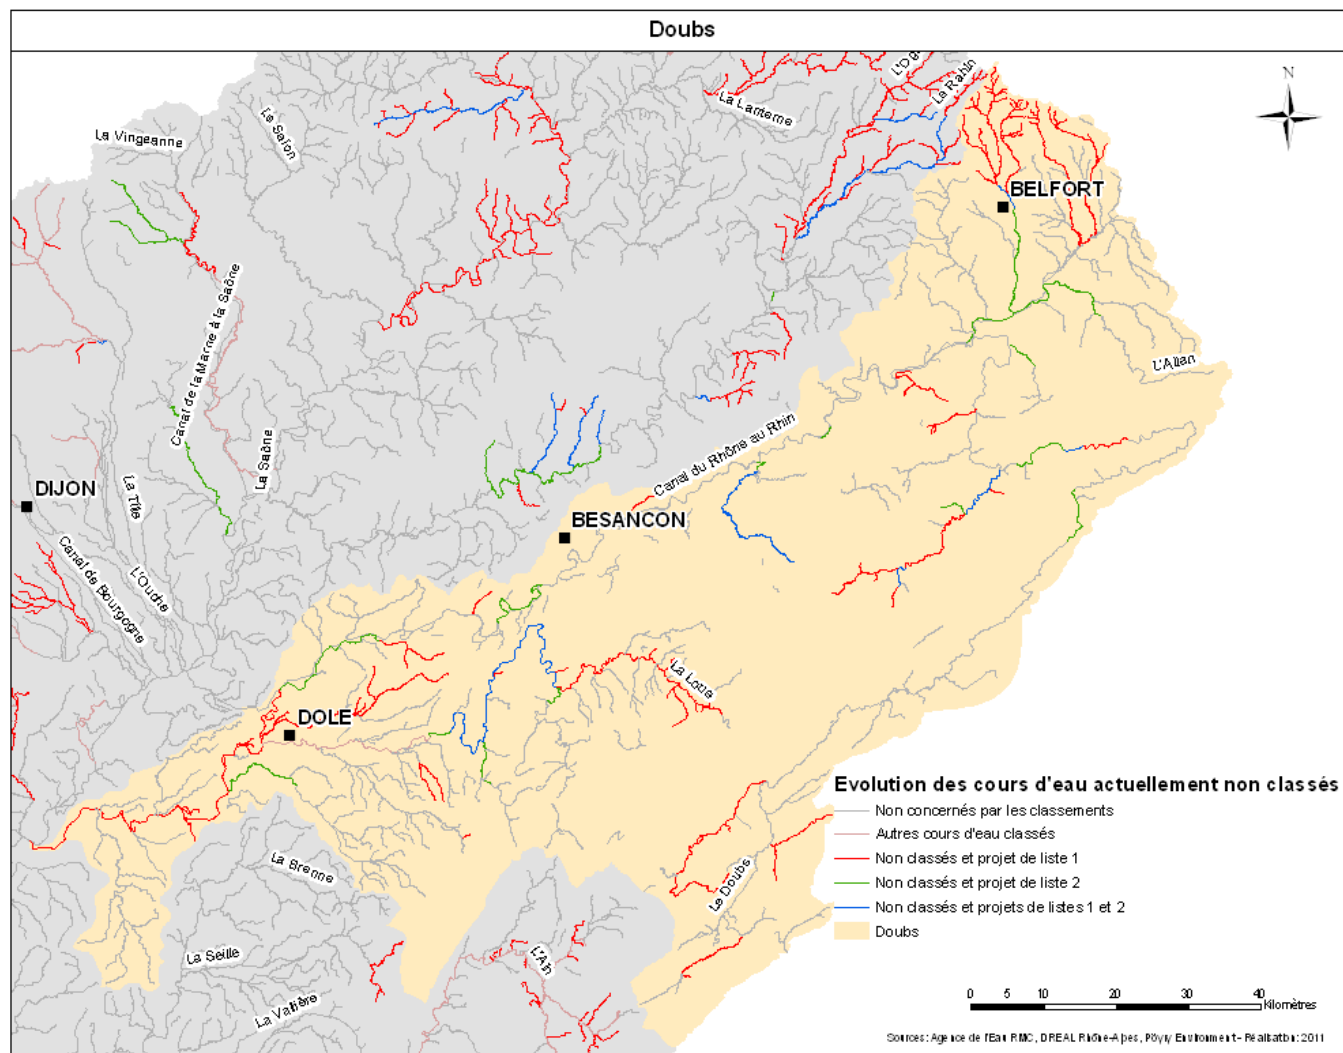 Doubs
L'Og
Le Rahin
N
La Lanterne
Le Salon
La Vingeanne
BELFORT
Canal de la Marne à la Saône
L'Allan
La Saône
Canal du Rhône au Rhin
DIJON
La Tille
BESANCON
Canal de Bourgogne
L'Ouche
La Loue
DOLE
Evolution des cours d'eau actuellement non classés
Non concernés par les classements
Autres cours d'eau classés
Non classés et projet de liste 1
Non classés et projet de liste 2
Non classés et projets de listes 1 et 2
Doubs
La Brenne
Le Doubs
La Seille
L'Ain
La Vallière
0 5 10 20 30 40
Kilomètres
Sources: Agence de l'Eau RMC, DREAL Rhône-Alpes, Pöyry Environment - Réalisation: 2011